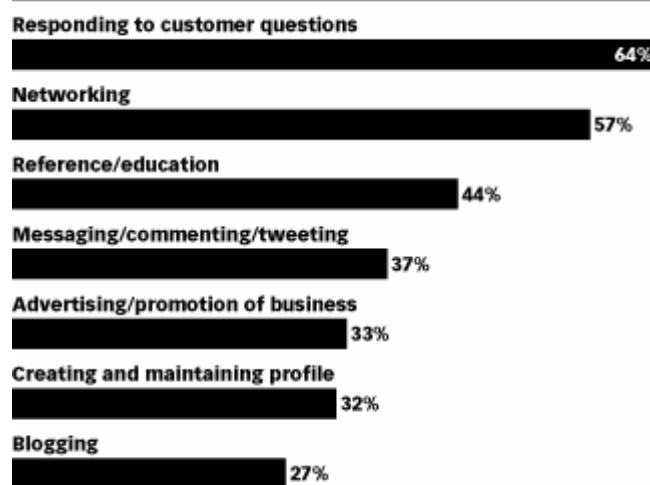 Responding to customer questions
64%
Networking
57%
Reference/education
44%
Messaging/commenting/tweeting
37%
Advertising/promotion of business
33%
Creating and maintaining profile
32%
Blogging
27%